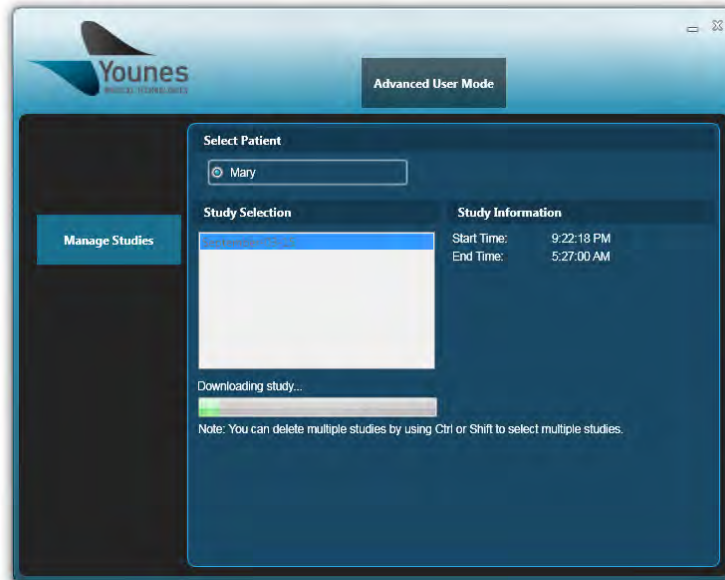 Younes
MEDICAL TECHNOLOGIES
Advanced User Mode
Select Patient
Mary
Manage Studies
Study Selection
Study Information
Start Time: 9:22:18 PM
End Time: 5:27:00 AM
Downloading study...
Note: You can delete multiple studies by using Ctrl or Shift to select multiple studies.